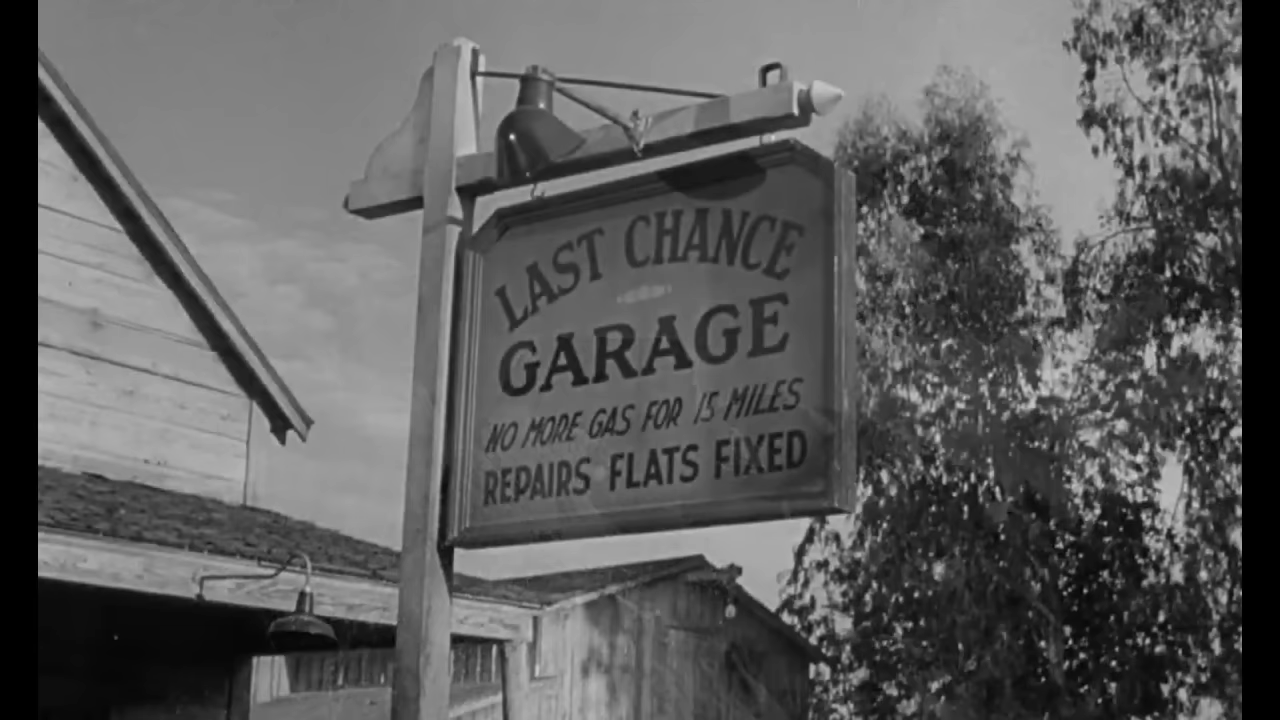 LAST CHANCE
GARAGE
NO MORE GAS FOR 15 MILES
REPAIRS FLATS FIXED